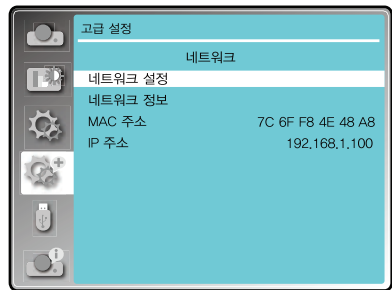 고급 설정
네트워크
네트워크 설정
네트워크 정보
MAC 주소 7C 6F F8 4E 48 A8
IP 주소 192.168.1.100